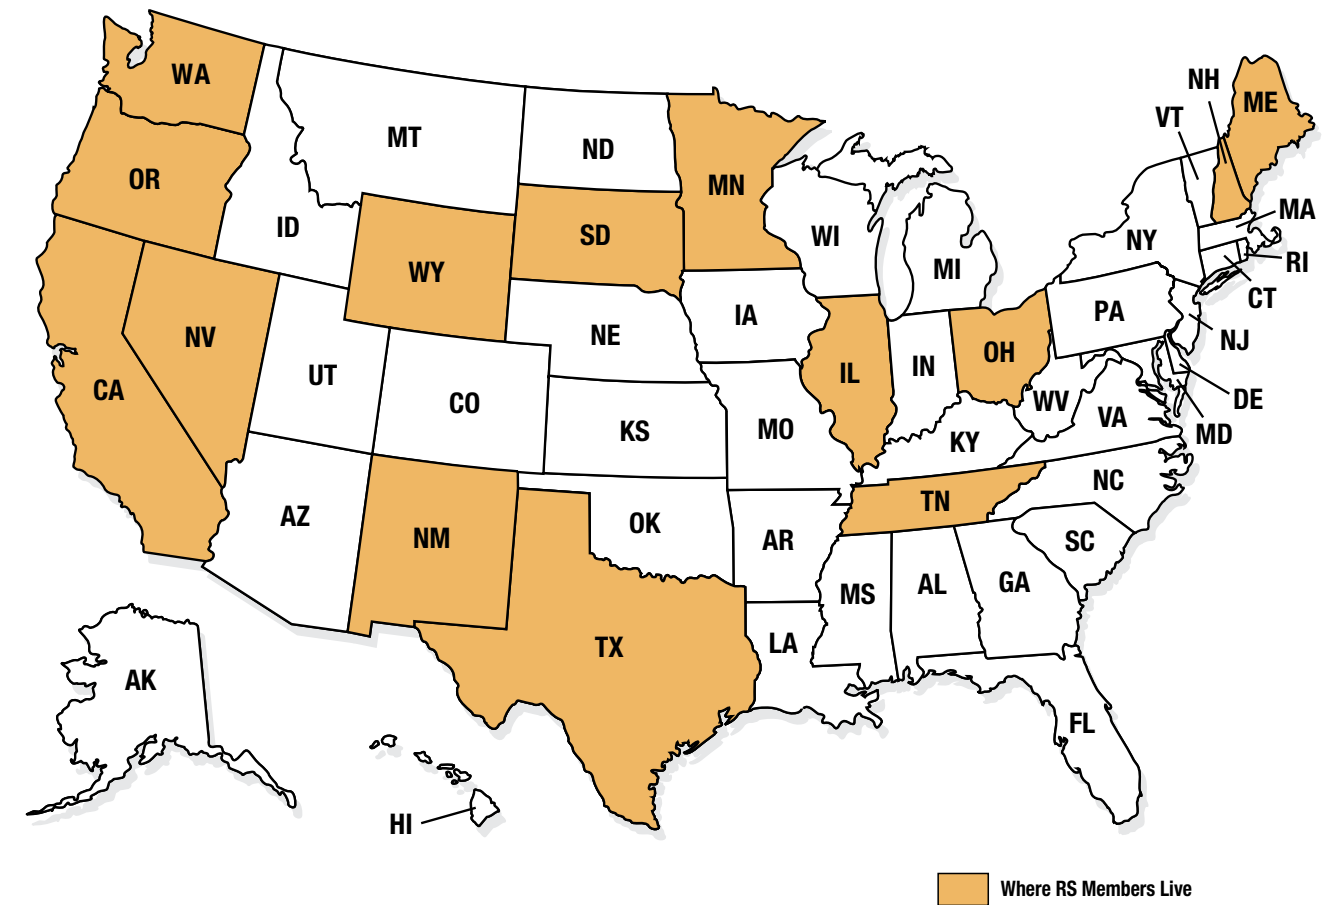 WA
MT
ND
MN
OR
ID
WY
SD
WI
MI
NY
VT
NH
ME
MA
RI
CT
NJ
DE
MD
PA
NV
CA
UT
CO
NE
IA
IL
IN
OH
WV
VA
KS
MO
KY
TN
NC
SC
AZ
NM
OK
AR
TX
LA
MS
AL
GA
FL
AK
HI
Where RS Members Live